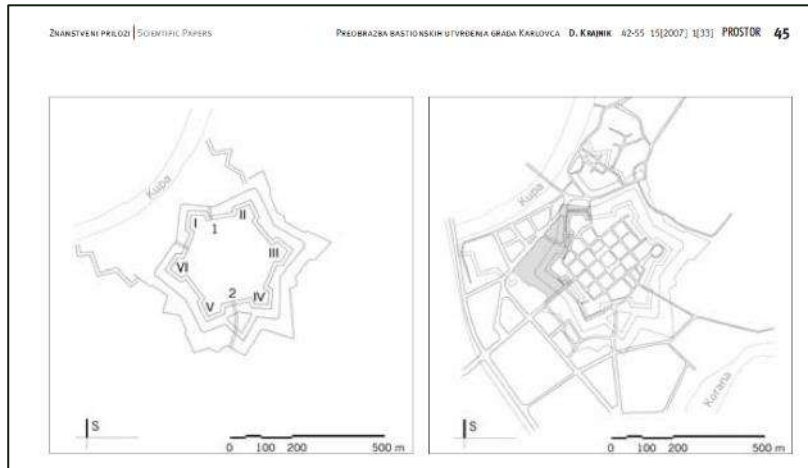 ZNANSTVENI PRILOZI | SCIENTIFIC PAPERS
PREOBRAZBA BASTIONSKIH UTVRĐENJA GRADA KARLOVCA D. KRAJNIK 42-55 15[2007] 1[33] PROSTOR 45
Kupa
I
1
II
III
VI
2
IV
V
S
0 100 200 500 m
Kupa
Korana
S
0 100 200 500 m